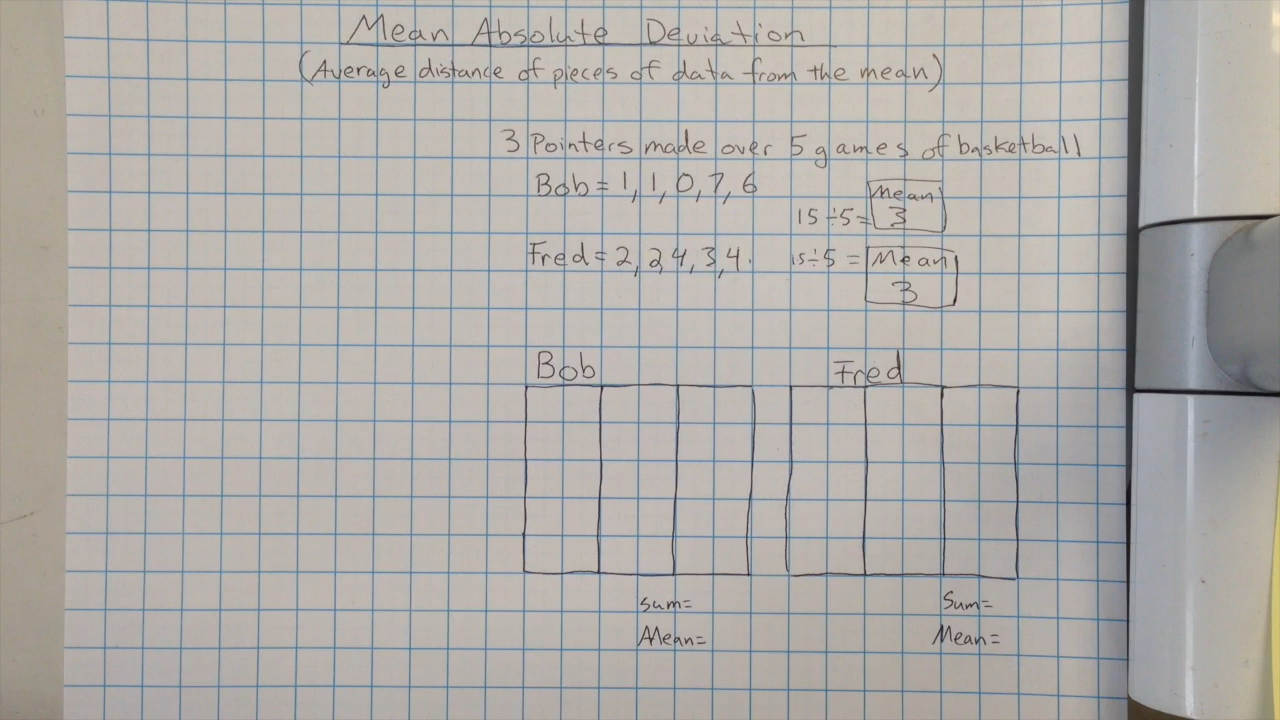 Mean Absolute Deviation
(Average distance of pieces of data from the mean)
3 Pointers made over 5 games of basketball
Bob = 1, 1, 0, 7, 6
15 ÷ 5 = Mean 3
Fred = 2, 2, 4, 3, 4.
15 ÷ 5 = Mean 3
Bob
Fred
Sum=
Sum=
Mean=
Mean=